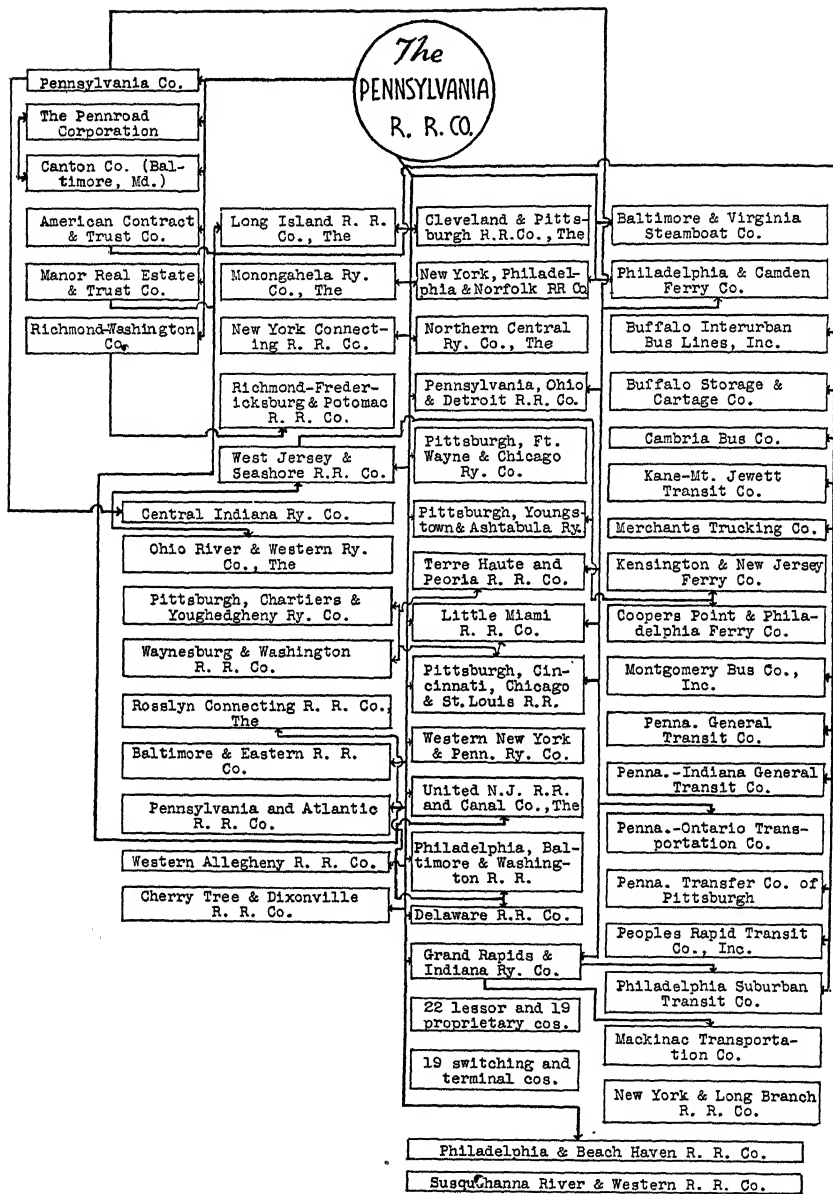 The
PENNSYLVANIA
R. R. CO.
Pennsylvania Co.
The Pennroad
Corporation
Canton Co. (Bal-
timore, Md.)
American Contract
& Trust Co.
Manor Real Estate
& Trust Co.
Richmond-Washington
Co.
Long Island R. R.
Co., The
Monongahela Ry.
Co., The
New York Connect-
ing R. R. Co.
Richmond-Freder-
icksburg & Potomac
R. R. Co.
West Jersey &
Seashore R.R. Co.
Central Indiana Ry. Co.
Ohio River & Western Ry.
Co., The
Pittsburgh, Chartiers &
Youghedgheny Ry. Co.
Waynesburg & Washington
R. R. Co.
Rosslyn Connecting R. R. Co.,
The
Baltimore & Eastern R. R.
Co.
Pennsylvania and Atlantic
R. R. Co.
Western Allegheny R. R. Co.
Cherry Tree & Dixonville
R. R. Co.
Cleveland & Pitts-
burgh R.R.Co., The
New York, Philadel-
phia & Norfolk RR Co
Northern Central
Ry. Co., The
Pennsylvania, Ohio
& Detroit R.R. Co.
Pittsburgh, Ft.
Wayne & Chicago
Ry. Co.
Pittsburgh, Youngs-
town & Ashtabula Ry.
Terre Haute and
Peoria R. R. Co.
Little Miami
R. R. Co.
Pittsburgh, Cin-
cinnati, Chicago
& St. Louis R.R.
Western New York
& Penn. Ry. Co.
United N.J. R.R.
and Canal Co., The
Philadelphia, Bal-
timore & Washing-
ton R. R.
Delaware R.R. Co.
Grand Rapids &
Indiana Ry. Co.
22 lessor and 19
proprietary cos.
19 switching and
terminal cos.
Baltimore & Virginia
Steamboat Co.
Philadelphia & Camden
Ferry Co.
Buffalo Interurban
Bus Lines, Inc.
Buffalo Storage &
Cartage Co.
Cambria Bus Co.
Kane-Mt. Jewett
Transit Co.
Merchants Trucking Co.
Kensington & New Jersey
Ferry Co.
Coopers Point & Phila-
delphia Ferry Co.
Montgomery Bus Co.,
Inc.
Penna. General
Transit Co.
Penna.-Indiana General
Transit Co.
Penna.-Ontario Trans-
portation Co.
Penna. Transfer Co. of
Pittsburgh
Peoples Rapid Transit
Co., Inc.
Philadelphia Suburban
Transit Co.
Mackinac Transporta-
tion Co.
New York & Long Branch
R. R. Co.
Philadelphia & Beach Haven R. R. Co.
Susquehanna River & Western R. R. Co.